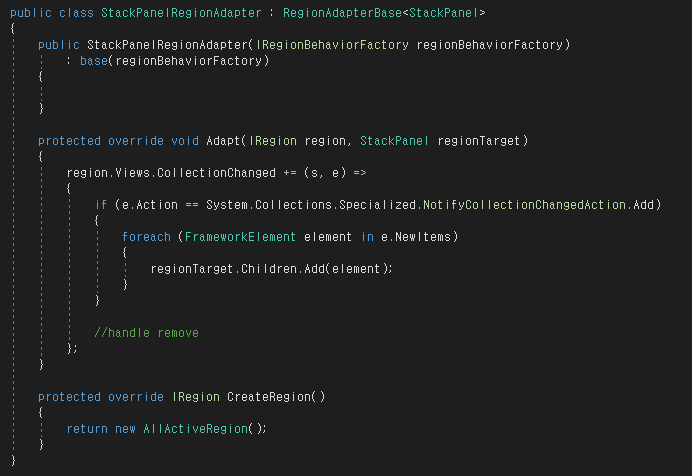 public class StackPanelRegionAdapter : RegionAdapterBase<StackPanel>
{
    public StackPanelRegionAdapter(IRegionBehaviorFactory regionBehaviorFactory)
        : base(regionBehaviorFactory)
    {

    }

    protected override void Adapt(IRegion region, StackPanel regionTarget)
    {
        region.Views.CollectionChanged += (s, e) =>
        {
            if (e.Action == System.Collections.Specialized.NotifyCollectionChangedAction.Add)
            {
                foreach (FrameworkElement element in e.NewItems)
                {
                    regionTarget.Children.Add(element);
                }
            }

            //handle remove
        };
    }

    protected override IRegion CreateRegion()
    {
        return new AllActiveRegion();
    }
}